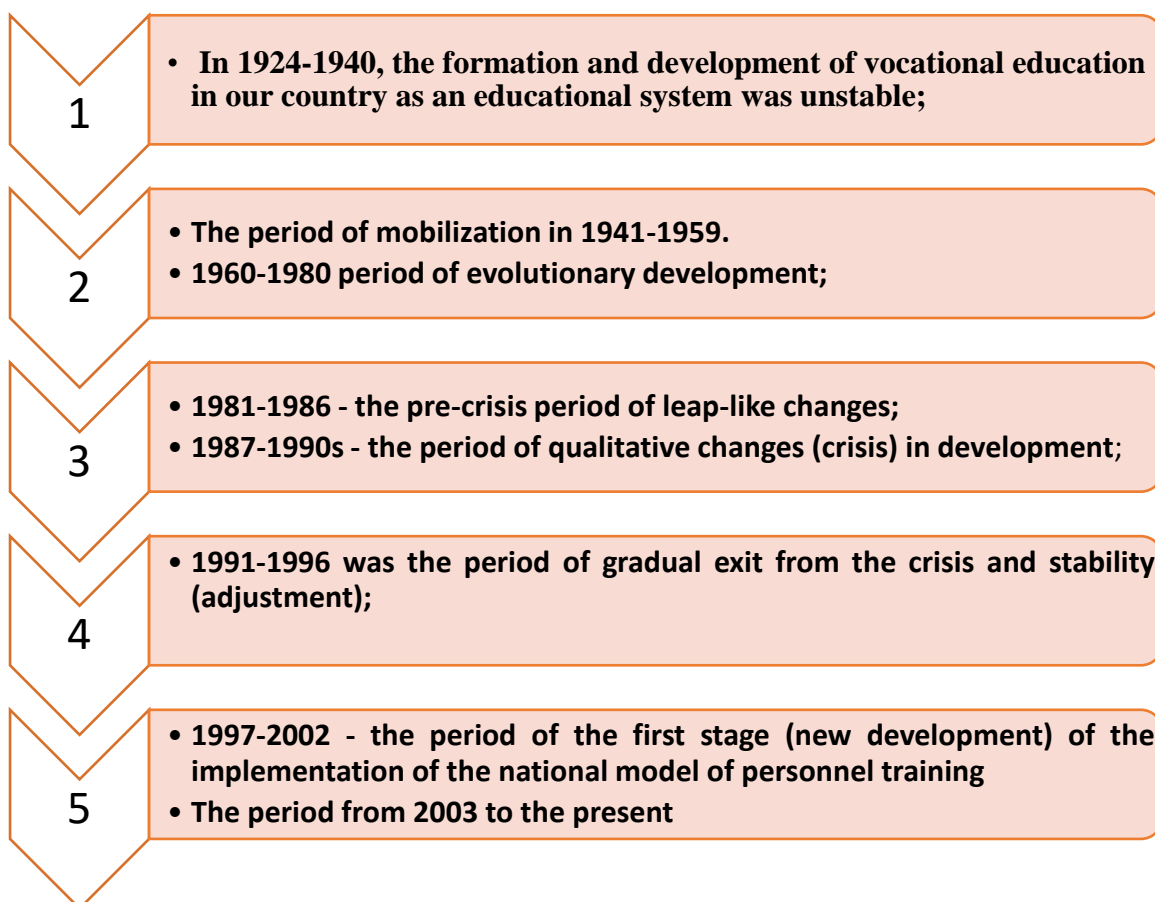 1
• In 1924-1940, the formation and development of vocational education
in our country as an educational system was unstable;
2
• The period of mobilization in 1941-1959.
• 1960-1980 period of evolutionary development;
3
• 1981-1986 - the pre-crisis period of leap-like changes;
• 1987-1990s - the period of qualitative changes (crisis) in development;
4
• 1991-1996 was the period of gradual exit from the crisis and stability
(adjustment);
5
• 1997-2002 - the period of the first stage (new development) of the
implementation of the national model of personnel training
• The period from 2003 to the present